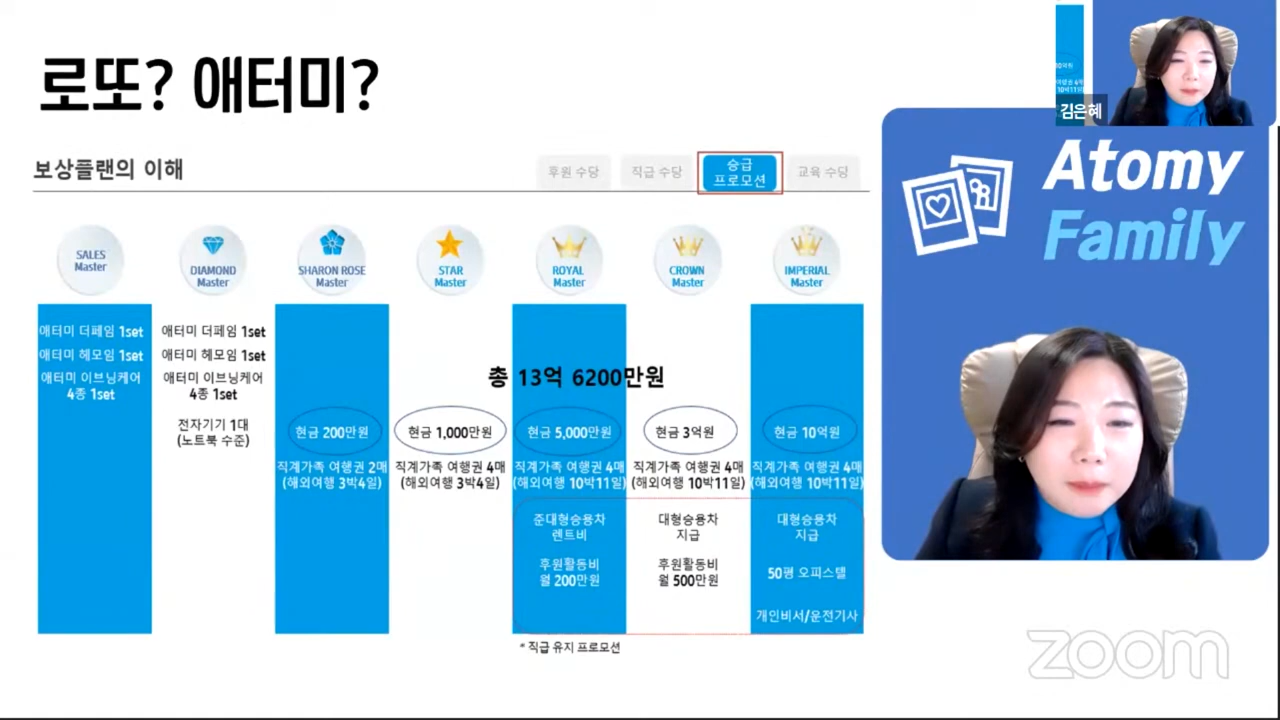 로또? 애터미?
보상플랜의 이해
후원 수당
직급 수당
승급
프로모션
교육 수당
SALES
Master
DIAMOND
Master
SHARON ROSE
Master
STAR
Master
ROYAL
Master
CROWN
Master
IMPERIAL
Master
애터미 더페임 1set
애터미 헤모임 1set
애터미 이브닝케어
4종 1set
애터미 더페임 1set
애터미 헤모임 1set
애터미 이브닝케어
4종 1set
전자기기 1대
(노트북 수준)
총 13억 6200만원
현금 200만원
직계가족 여행권 2매
(해외여행 3박4일)
현금 1,000만원
직계가족 여행권 4매
(해외여행 3박4일)
현금 5,000만원
직계가족 여행권 4매
(해외여행 10박11일)
준대형승용차
렌트비
후원활동비
월 200만원
현금 3억원
직계가족 여행권 4매
(해외여행 10박11일)
대형승용차
지급
후원활동비
월 500만원
현금 10억원
직계가족 여행권 4매
(해외여행 10박11일)
대형승용차
지급
50평 오피스텔
개인비서/운전기사
* 직급 유지 프로모션
김은혜
Atomy
Family
zoom